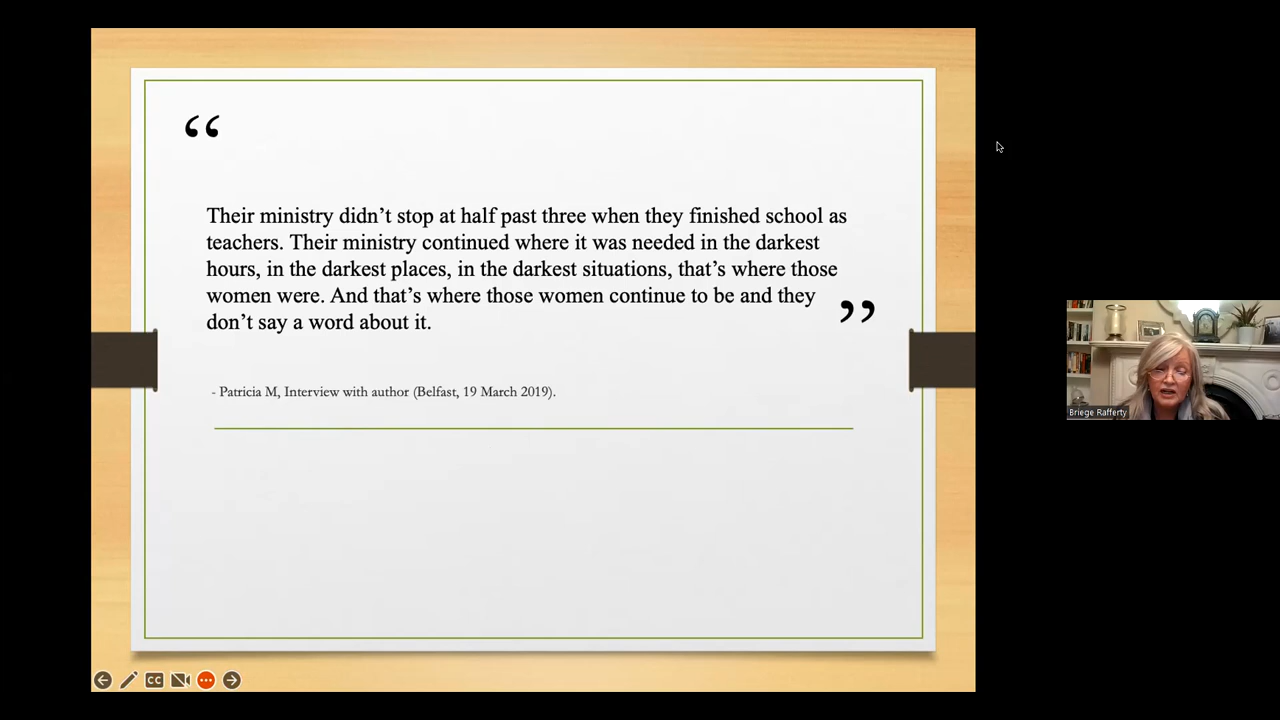 “
Their ministry didn’t stop at half past three when they finished school as
teachers. Their ministry continued where it was needed in the darkest
hours, in the darkest places, in the darkest situations, that’s where those
women were. And that’s where those women continue to be and they
don’t say a word about it.
”
- Patricia M, Interview with author (Belfast, 19 March 2019).
CC
Briege Rafferty